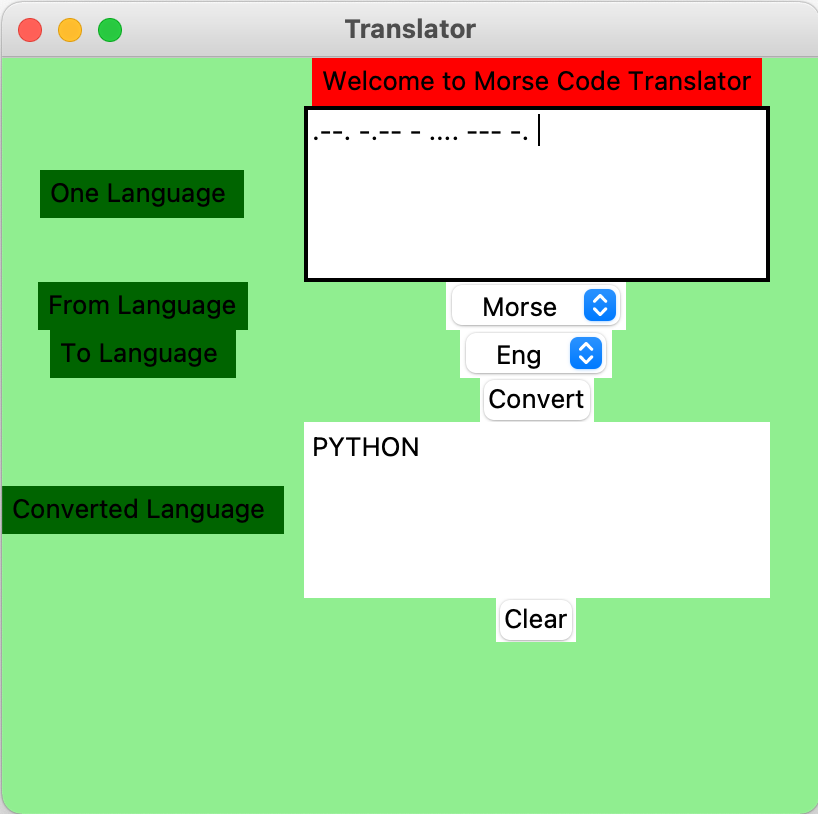 Translator
Welcome to Morse Code Translator
.--. -.-- - .... --- -.
One Language
From Language
Morse
To Language
Eng
Convert
PYTHON
Converted Language
Clear